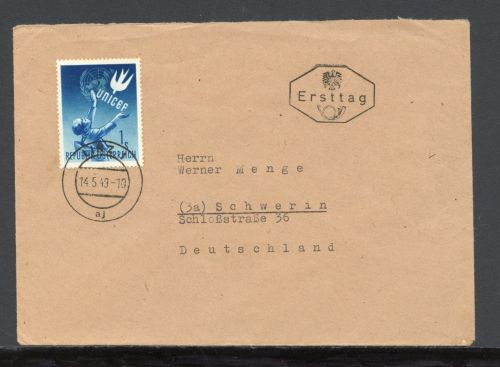 UNICEF
1 S
REPUBLIK ÖSTERREICH
14.5.49-10
aj
Ersttag
Herrn
Werner Menge
(3a) Schwerin
Schloßstraße 36
Deutschland